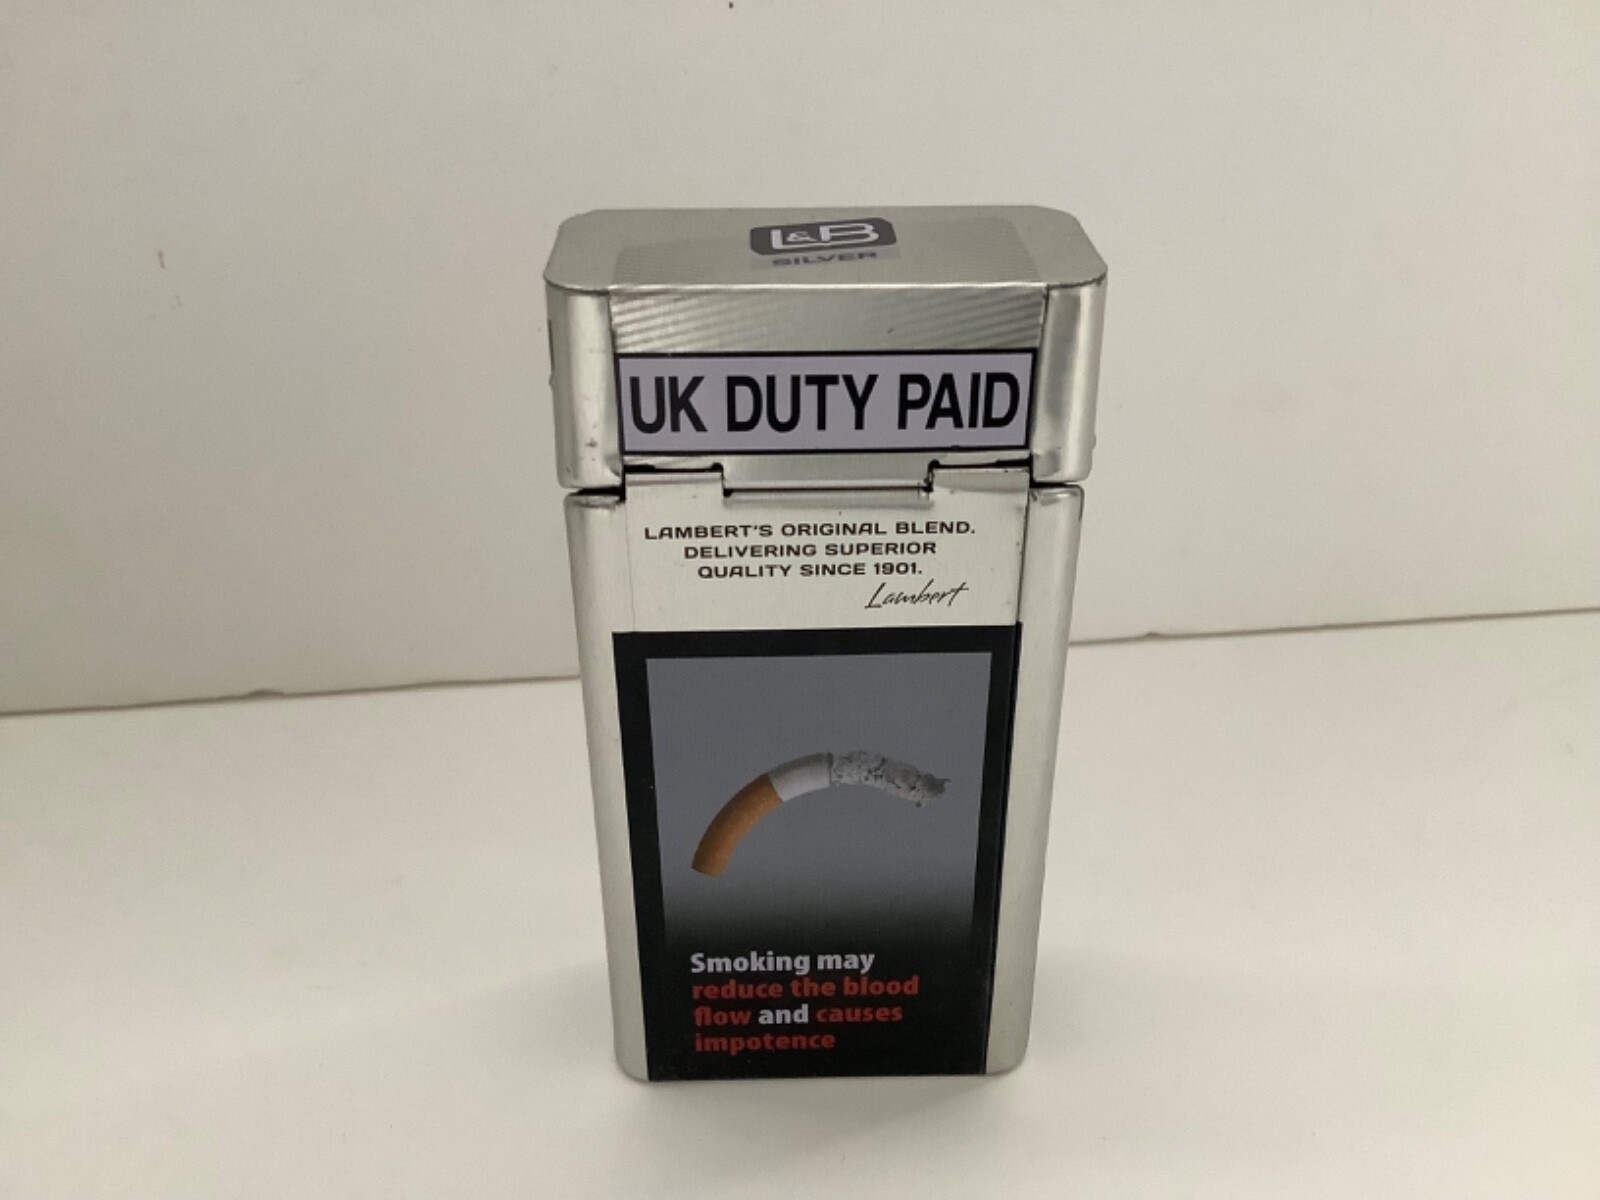 L&B
SILVER
UK DUTY PAID
LAMBERT'S ORIGINAL BLEND.
DELIVERING SUPERIOR
QUALITY SINCE 1901.
Lambert
Smoking may
reduce the blood
flow and causes
impotence